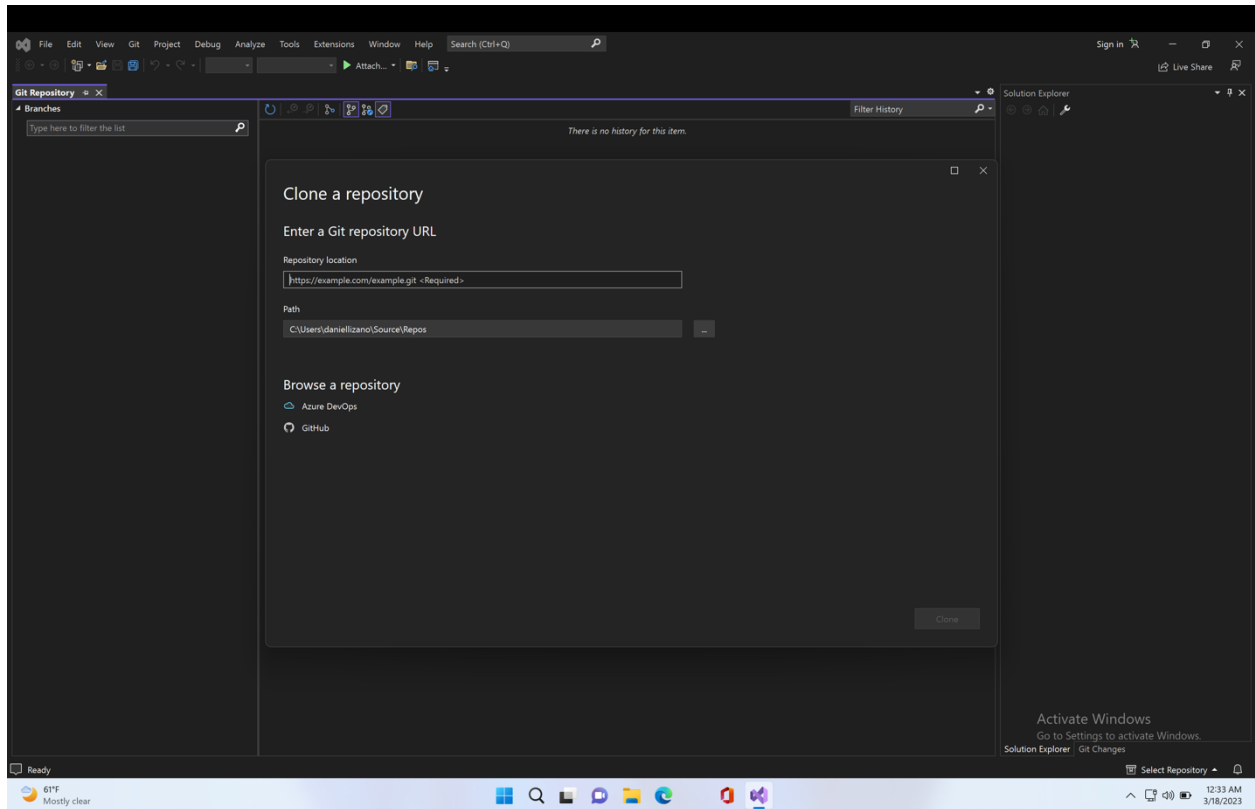 File Edit View Git Project Debug Analyze Tools Extensions Window Help Search (Ctrl+Q) Sign in
Attach... Live Share
Git Repository Solution Explorer
Branches Filter History
Type here to filter the list There is no history for this item.
Clone a repository
Enter a Git repository URL
Repository location
https://example.com/example.git <Required>
Path
C:\Users\daniellizano\Source\Repos ...
Browse a repository
Azure DevOps
GitHub
Clone
Activate Windows
Go to Settings to activate Windows.
Solution Explorer Git Changes
Ready Select Repository
61°F 12:33 AM
Mostly clear 3/18/2023